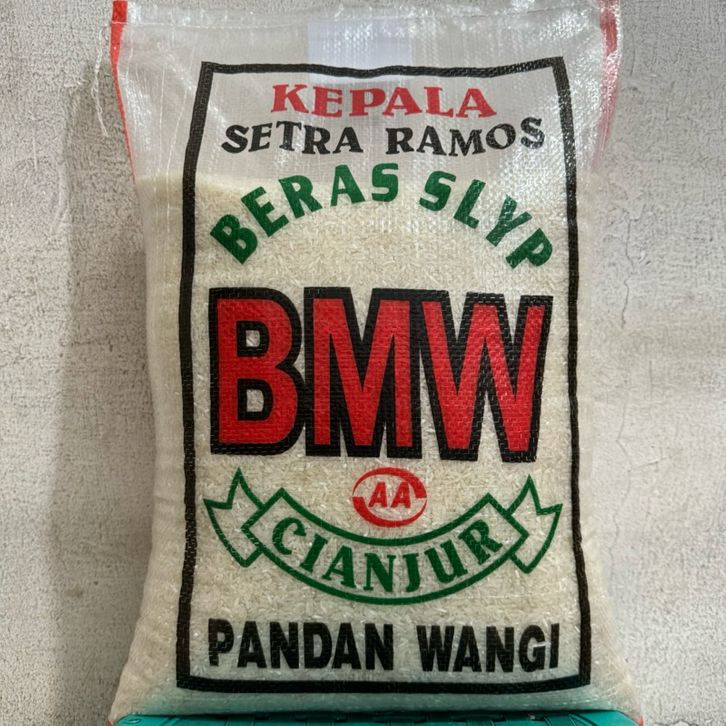 KEPALA
SETRA RAMOS
BERAS SLYP
BMW
AA
CIANJUR
PANDAN WANGI